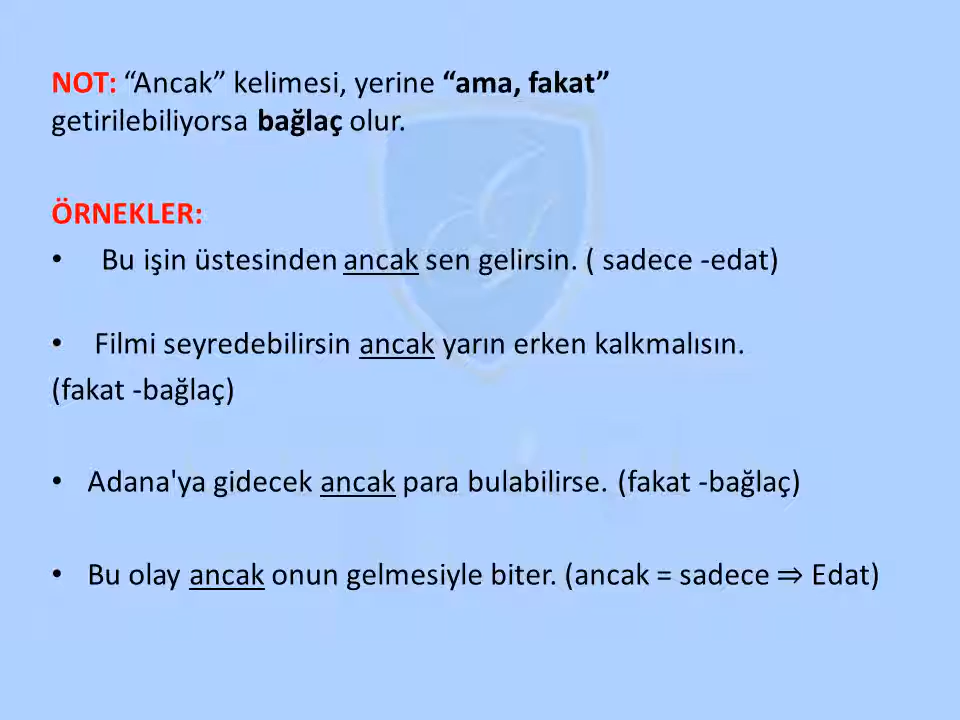 NOT: “Ancak” kelimesi, yerine “ama, fakat”
getirilebiliyorsa bağlaç olur.
ÖRNEKLER:
• Bu işin üstesinden ancak sen gelirsin. ( sadece -edat)
• Filmi seyredebilirsin ancak yarın erken kalkmalısın.
(fakat -bağlaç)
• Adana'ya gidecek ancak para bulabilirse. (fakat -bağlaç)
• Bu olay ancak onun gelmesiyle biter. (ancak = sadece ⇒ Edat)